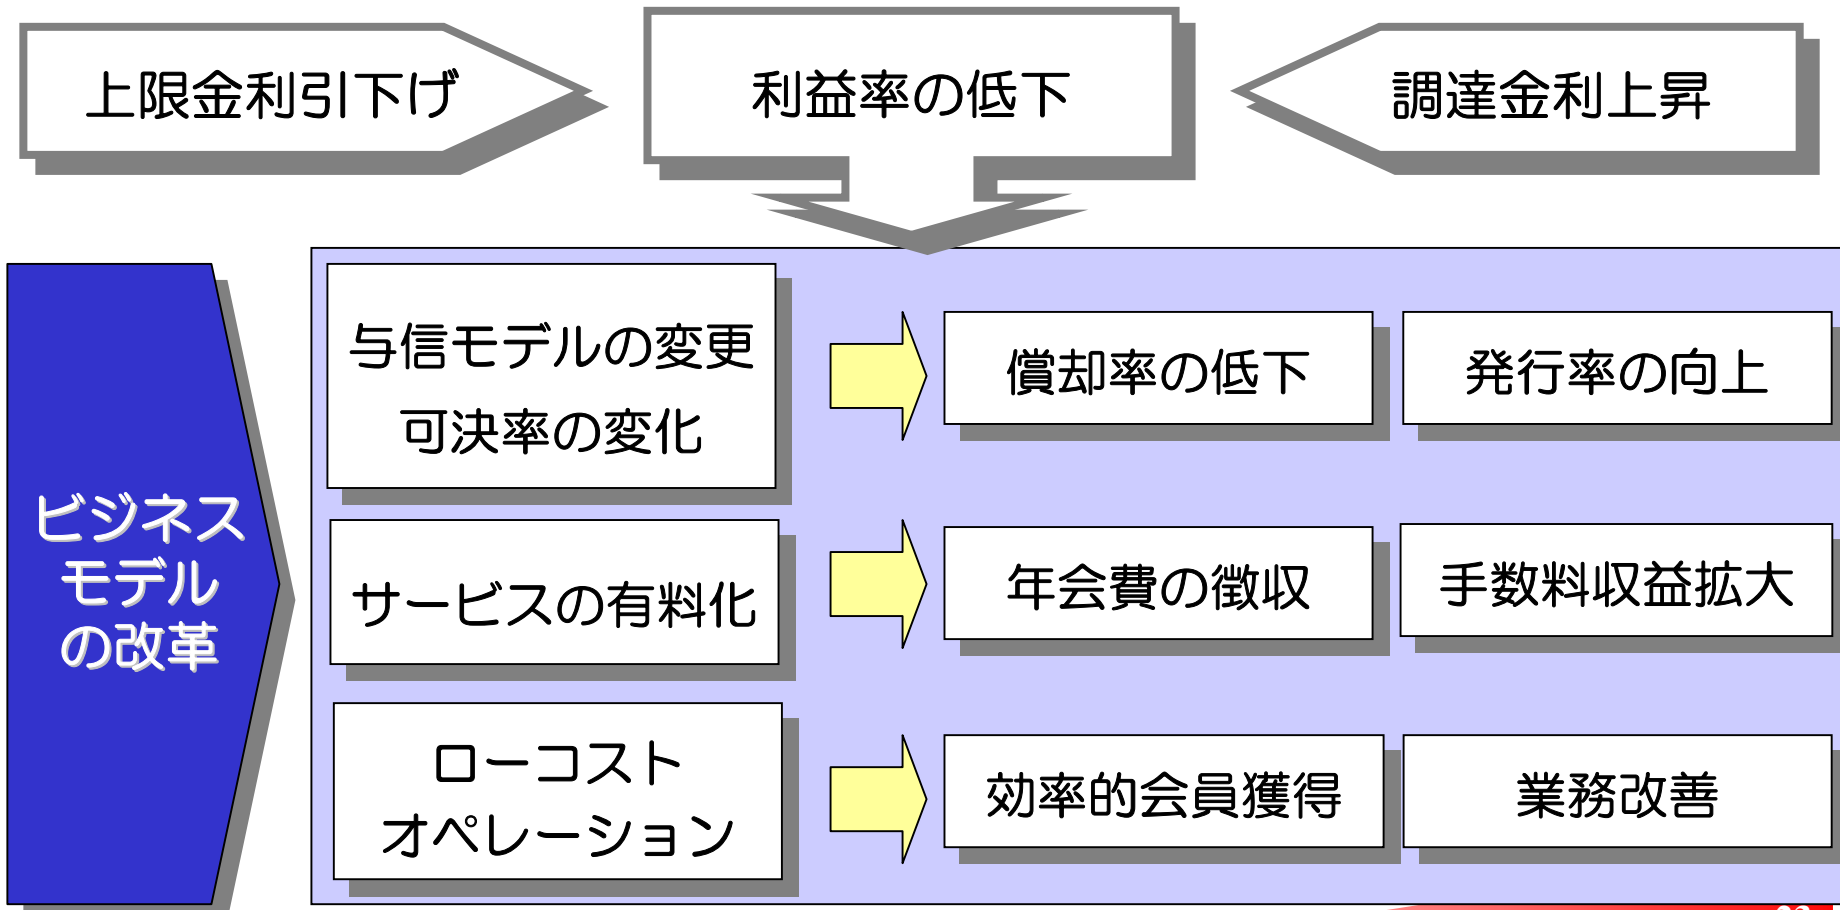 上限金利引下げ
利益率の低下
調達金利上昇
ビジネス
モデル
の改革
与信モデルの変更
可決率の変化
償却率の低下
発行率の向上
サービスの有料化
年会費の徴収
手数料収益拡大
ローコスト
オペレーション
効率的会員獲得
業務改善